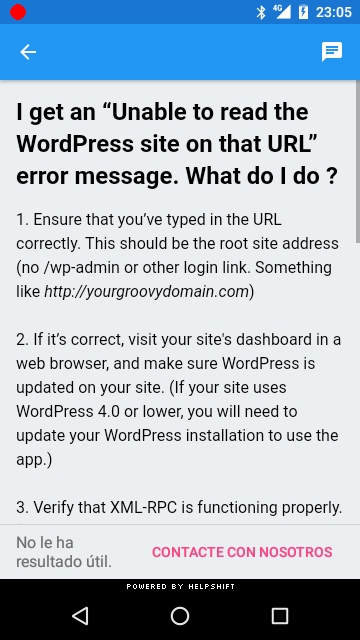 4G 23:05
I get an “Unable to read the
WordPress site on that URL”
error message. What do I do ?
1. Ensure that you’ve typed in the URL
correctly. This should be the root site address
(no /wp-admin or other login link. Something
like http://yourgroovydomain.com)
2. If it’s correct, visit your site's dashboard in a
web browser, and make sure WordPress is
updated on your site. (If your site uses
WordPress 4.0 or lower, you will need to
update your WordPress installation to use the
app.)
3. Verify that XML-RPC is functioning properly.
No le ha
resultado útil.
CONTACTE CON NOSOTROS
POWERED BY HELPSHIFT